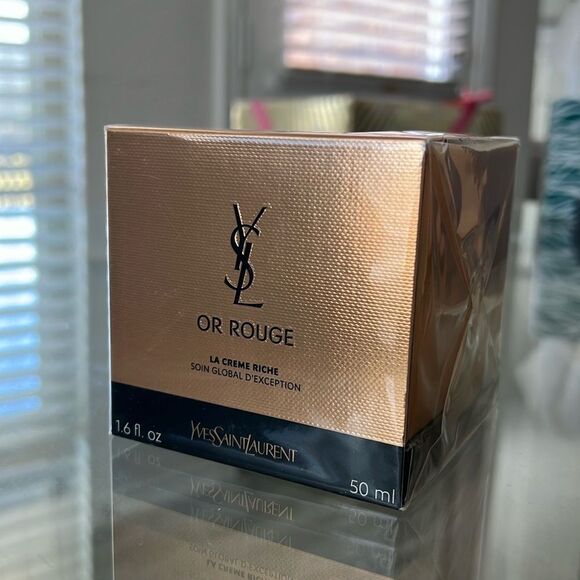 YSL
OR ROUGE
LA CREME RICHE
SOIN GLOBAL D'EXCEPTION
1.6 fl. oz
YVESSAINTLAURENT
50 ml